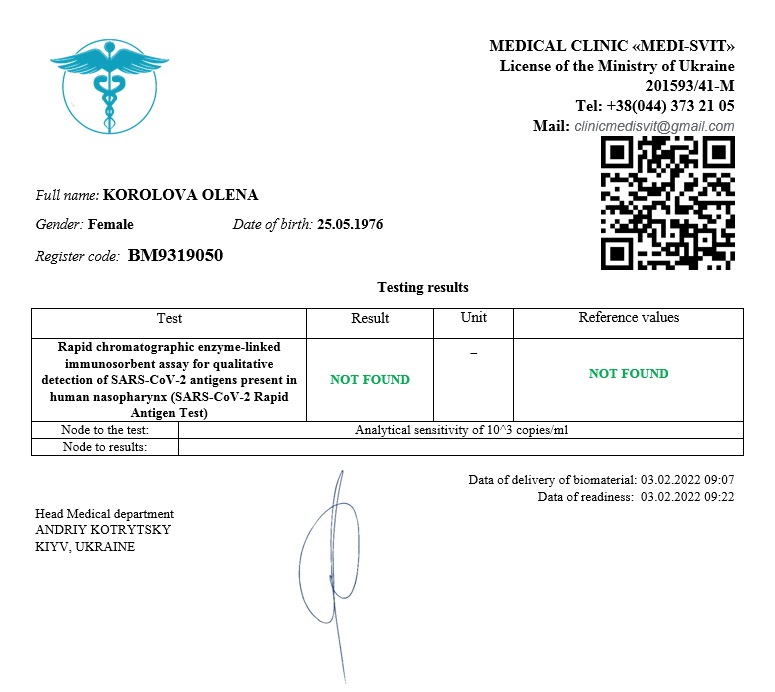 MEDICAL CLINIC «MEDI-SVIT»
License of the Ministry of Ukraine
201593/41-M
Tel: +38(044) 373 21 05
Mail: clinicmedisvit@gmail.com
Full name: KOROLOVA OLENA
Gender: Female Date of birth: 25.05.1976
Register code: BM9319050
Testing results
Test Result Unit Reference values
Rapid chromatographic enzyme-linked
immunosorbent assay for qualitative
detection of SARS-CoV-2 antigens present in
human nasopharynx (SARS-CoV-2 Rapid
Antigen Test)
NOT FOUND
–
NOT FOUND
Node to the test: Analytical sensitivity of 10^3 copies/ml
Node to results:
Data of delivery of biomaterial: 03.02.2022 09:07
Data of readiness: 03.02.2022 09:22
Head Medical department
ANDRIY KOTRYTSKY
KIYV, UKRAINE